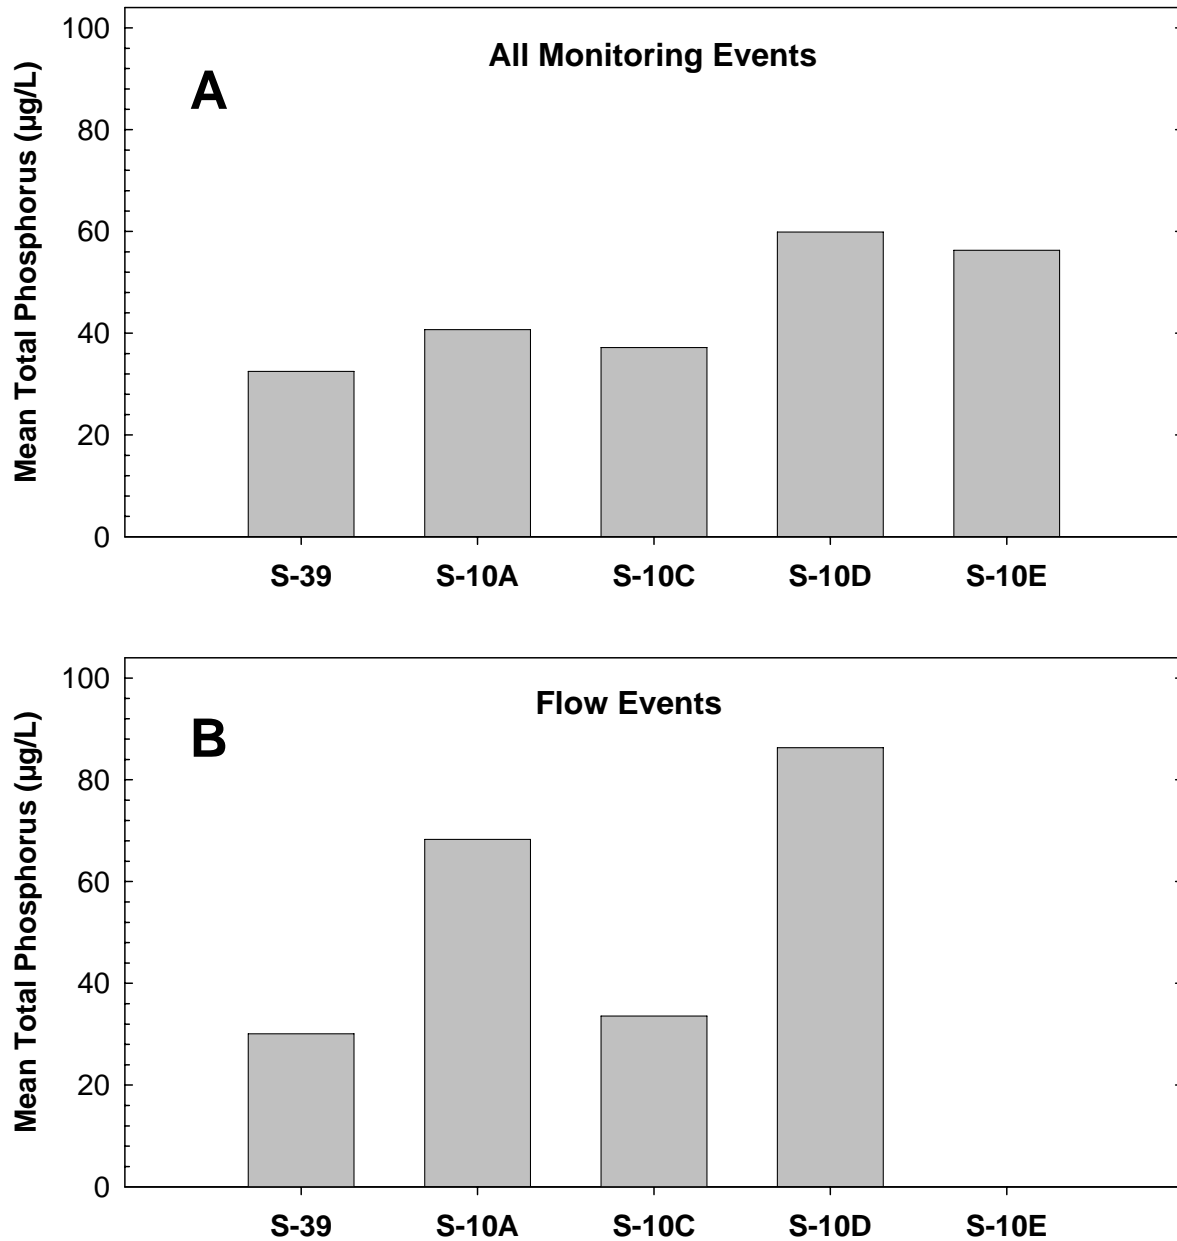 All Monitoring Events
A
Mean Total Phosphorus (µg/L)
100
80
60
40
20
0
S-39 S-10A S-10C S-10D S-10E
Flow Events
B
Mean Total Phosphorus (µg/L)
100
80
60
40
20
0
S-39 S-10A S-10C S-10D S-10E